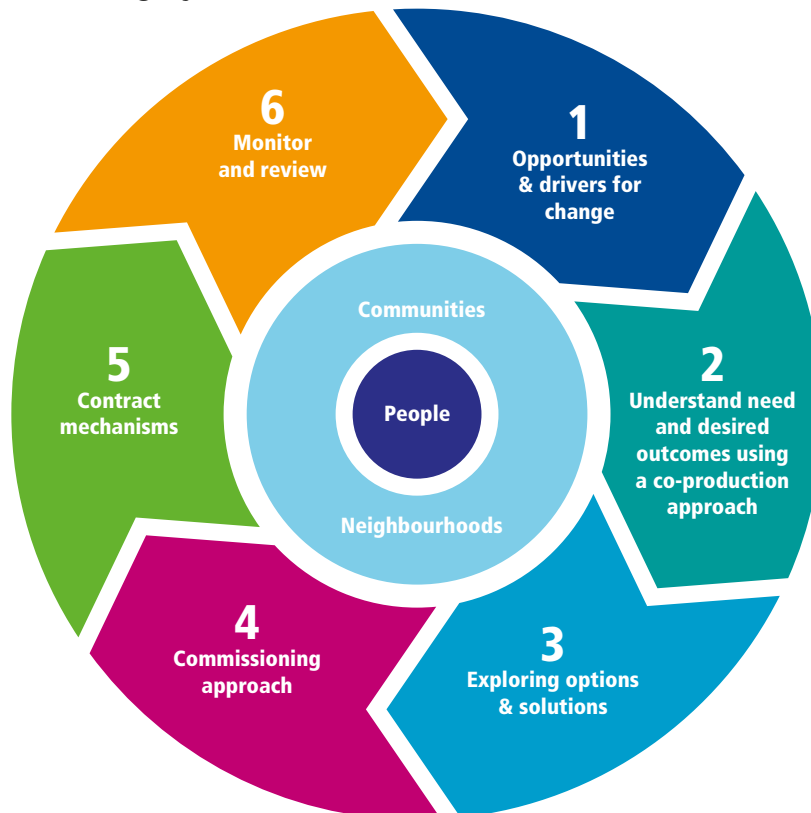 1
Opportunities
& drivers for
change
2
Understand need
and desired
outcomes using
a co-production
approach
3
Exploring options
& solutions
4
Commissioning
approach
5
Contract
mechanisms
6
Monitor
and review
Communities
People
Neighbourhoods